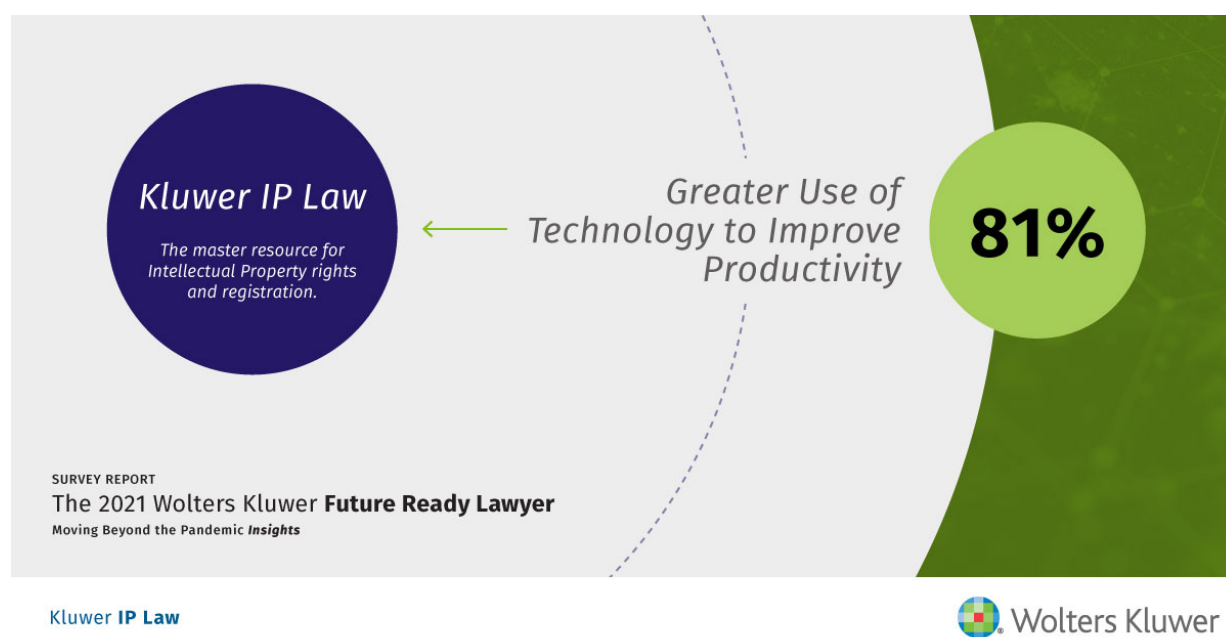 Kluwer IP Law
The master resource for
Intellectual Property rights
and registration.
Greater Use of
Technology to Improve
Productivity
81%
SURVEY REPORT
The 2021 Wolters Kluwer Future Ready Lawyer
Moving Beyond the Pandemic Insights
Kluwer IP Law
Wolters Kluwer